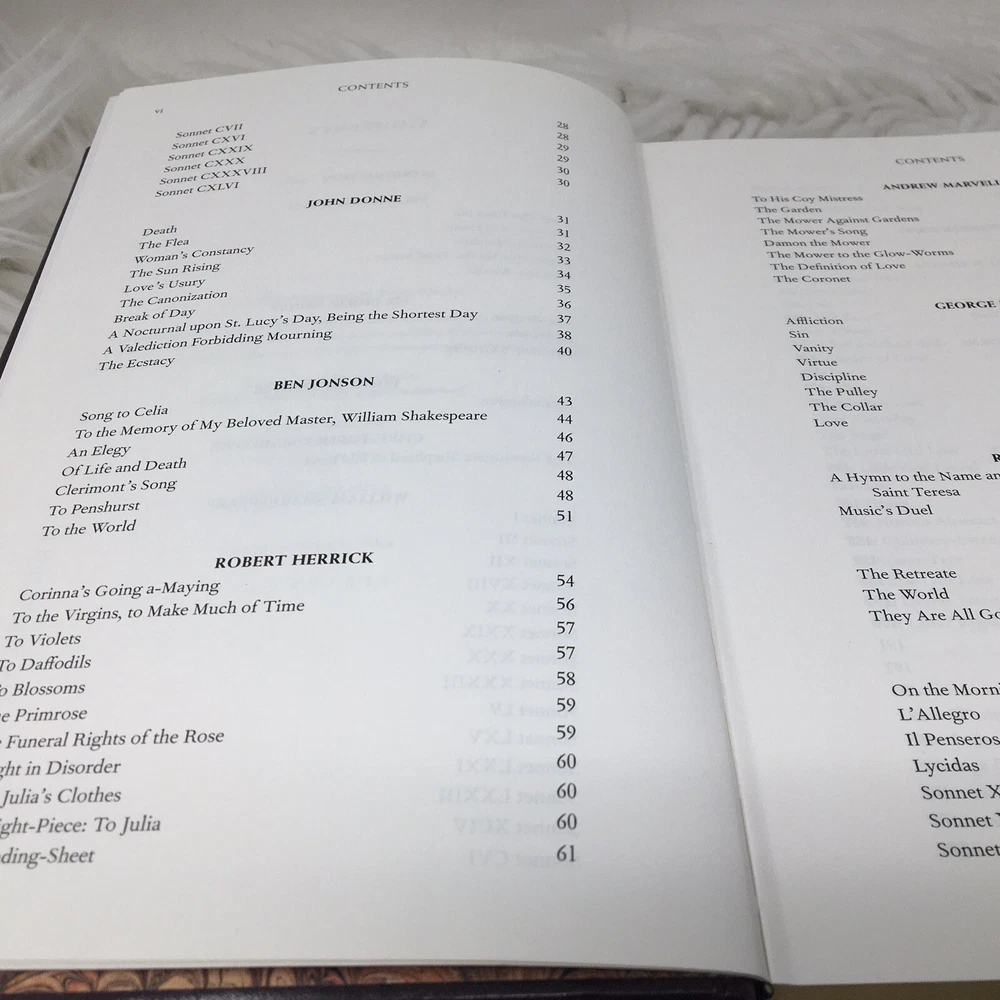 CONTENTS
vi
Sonnet CVII 28
Sonnet CXVI 28
Sonnet CXXIX 29
Sonnet CXXX 29
Sonnet CXXXVIII 30
Sonnet CXLVI 30
JOHN DONNE
Death 31
The Flea 31
Woman's Constancy 32
The Sun Rising 33
Love's Usury 34
The Canonization 35
Break of Day 36
A Nocturnal upon St. Lucy's Day, Being the Shortest Day 37
A Valediction Forbidding Mourning 38
The Ecstacy 40
BEN JONSON
Song to Celia 43
To the Memory of My Beloved Master, William Shakespeare 44
An Elegy 46
Of Life and Death 47
Clerimont's Song 48
To Penshurst 48
To the World 51
ROBERT HERRICK
Corinna's Going a-Maying 54
To the Virgins, to Make Much of Time 56
To Violets 57
To Daffodils 57
o Blossoms 58
e Primrose 59
Funeral Rights of the Rose 59
ght in Disorder 60
Julia's Clothes 60
ight-Piece: To Julia 60
ding-Sheet 61
CONTENTS
ANDREW MARVELL
To His Coy Mistress
The Garden
The Mower Against Gardens
The Mower's Song
Damon the Mower
The Mower to the Glow-Worms
The Definition of Love
The Coronet
GEORGE
Affliction
Sin
Vanity
Virtue
Discipline
The Pulley
The Collar
Love
R
A Hymn to the Name an
Saint Teresa
Music's Duel
The Retreate
The World
They Are All Go
On the Morni
L'Allegro
Il Penseros
Lycidas
Sonnet X
Sonnet
Sonnet